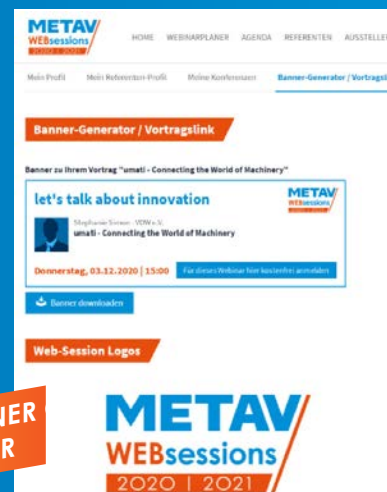 METAV
WEBsessions
2020 | 2021
HOME WEBINARPLANER AGENDA REFERENTEN AUSSTELLER
Mein Profil Mein Referenten-Profil Meine Konferenzen Banner-Generator / Vortragsl
Banner-Generator / Vortragslink
Banner zu Ihrem Vortrag "umati - Connecting the World of Machinery"
let's talk about innovation
METAV
WEBsessions
Stephanie - VDW e.V.
umati - Connecting the World of Machinery
Donnerstag, 03.12.2020 | 15:00
Für dieses Webinar hier kostenfrei anmelden
Banner downloaden
Web-Session Logos
NER
R
METAV
WEBsessions
2020 | 2021